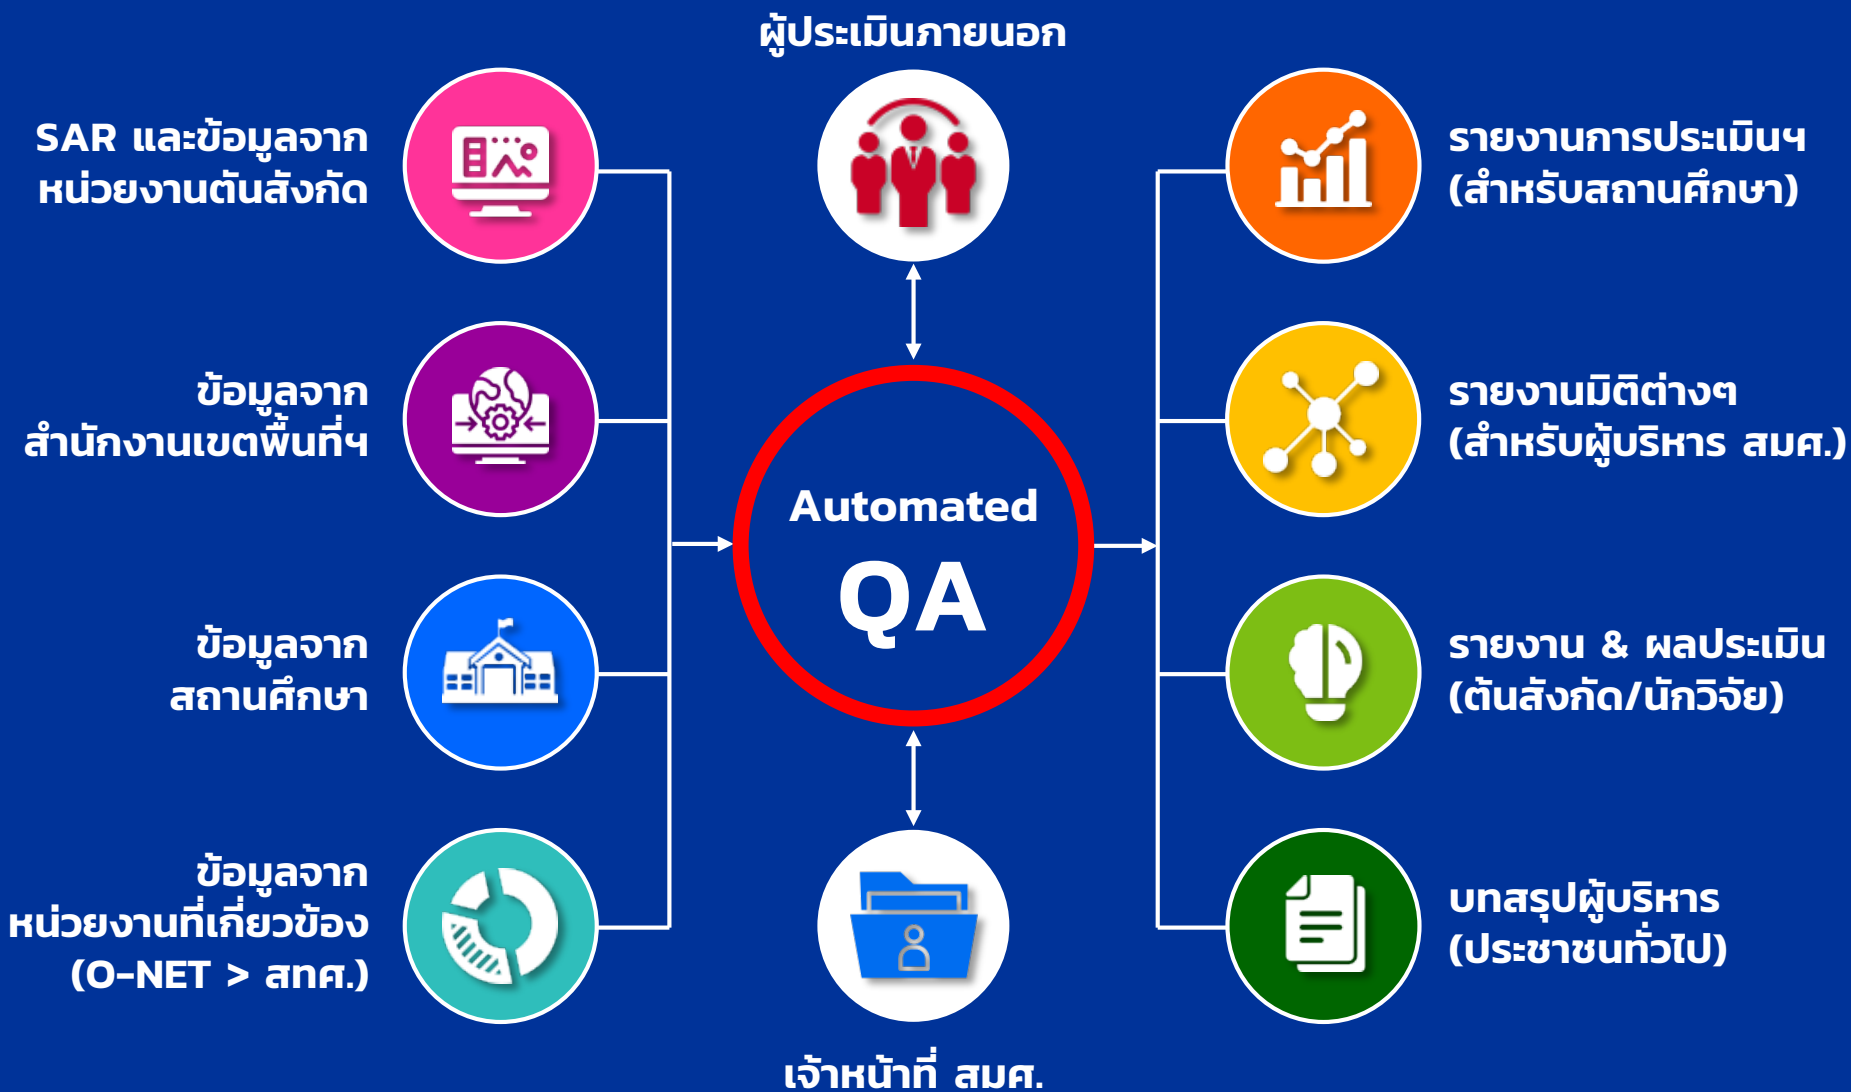 ผู้ประเมินภายนอก
SAR และข้อมูลจาก
หน่วยงานต้นสังกัด
ข้อมูลจาก
สำนักงานเขตพื้นที่ฯ
ข้อมูลจาก
สถานศึกษา
ข้อมูลจาก
หน่วยงานที่เกี่ยวข้อง
(O-NET > สทศ.)
Automated
QA
เจ้าหน้าที่ สมศ.
รายงานการประเมินฯ
(สำหรับสถานศึกษา)
รายงานมิติต่างๆ
(สำหรับผู้บริหาร สมศ.)
รายงาน & ผลประเมิน
(ต้นสังกัด/นักวิจัย)
บทสรุปผู้บริหาร
(ประชาชนทั่วไป)